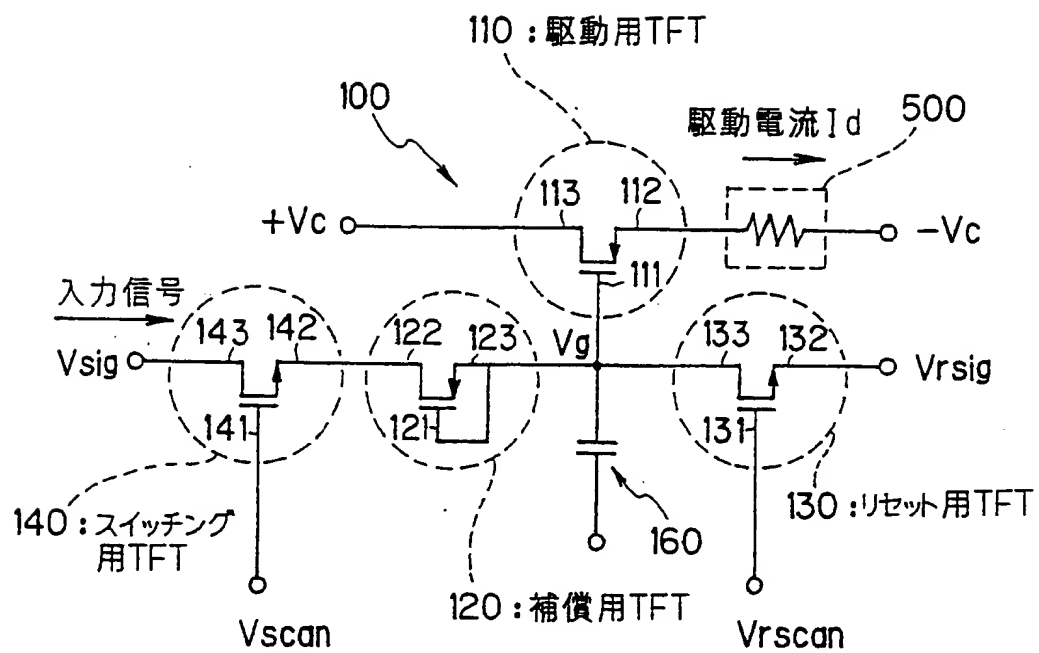 110：駆動用TFT
100
駆動電流Id
500
113
112
+Vc
-Vc
111
入力信号
143
142
122
123
Vg
133
132
Vsig
Vrsig
141
121
131
140：スイッチング
用TFT
160
130：リセット用TFT
120：補償用TFT
Vscan
Vrscan